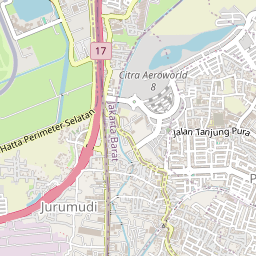 17
Citra Aeroworld
8
Hatta Perimeter Selatan
Jakarta Barat
Jalan Tanjung Pura
P
Jurumudi